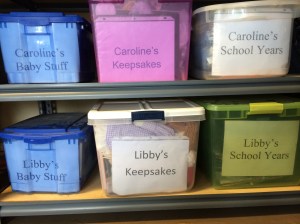 Caroline's
Baby Stuff
Caroline's
Keepsakes
Caroline's
School Years
Libby's
Baby Stuff
Libby's
Keepsakes
Libby's
School Years